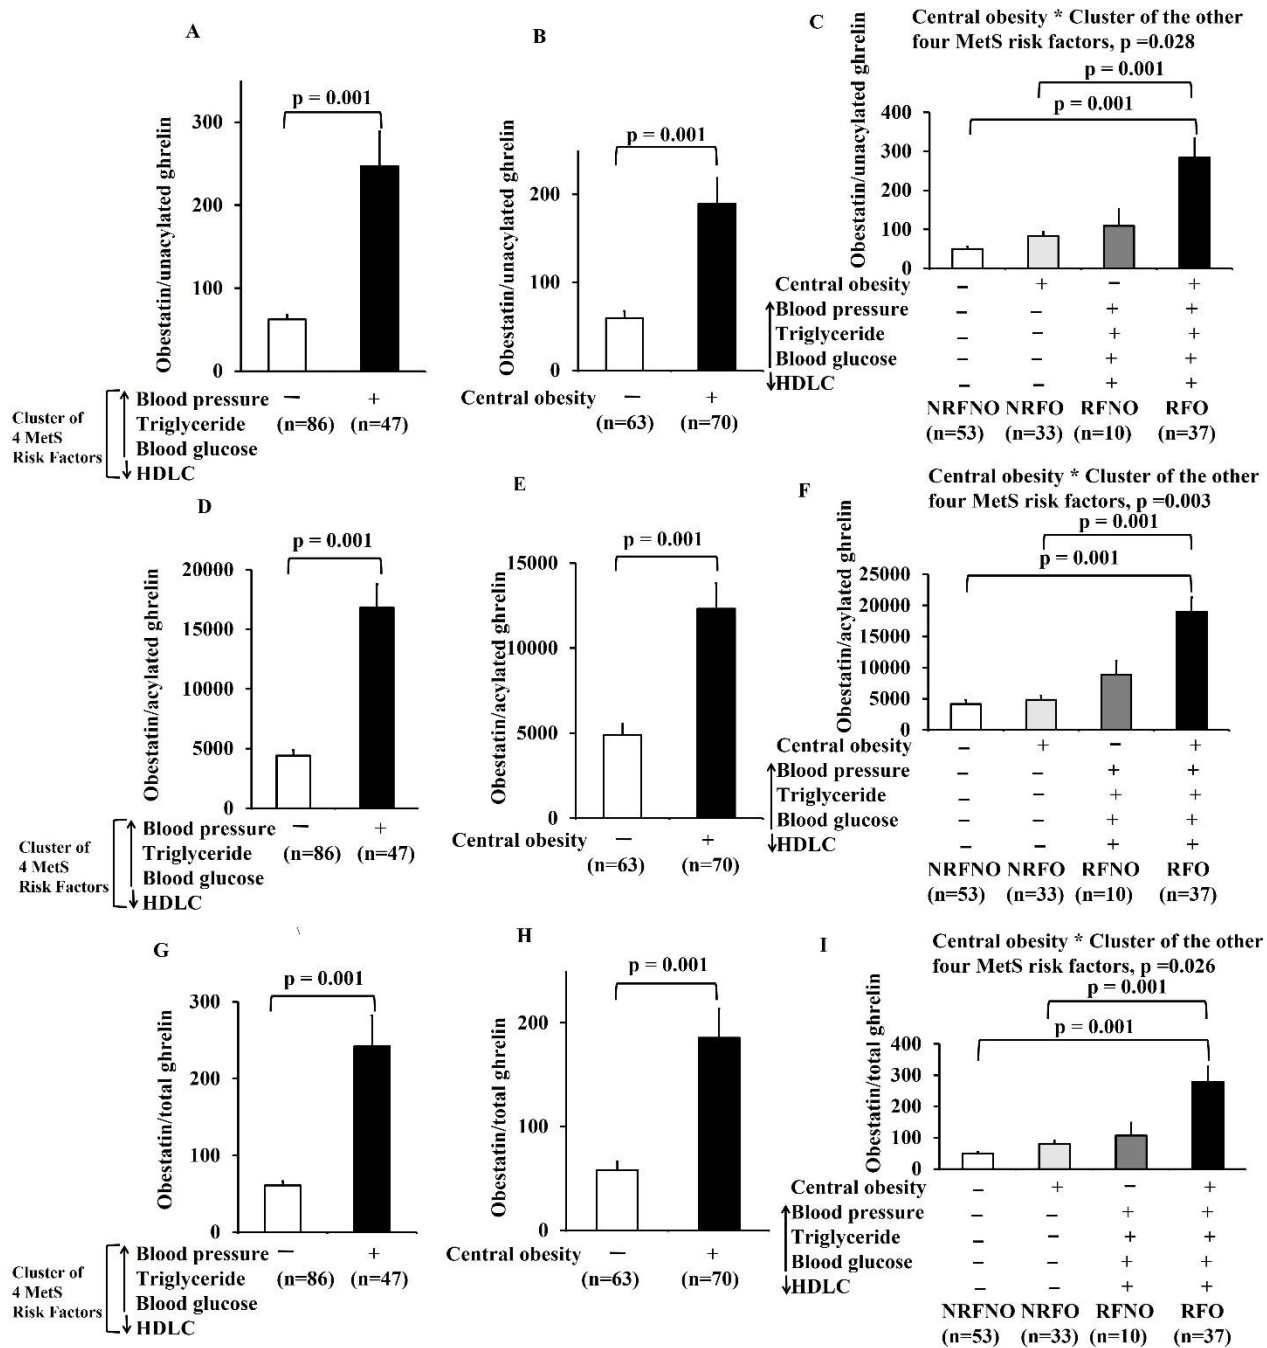 A
p = 0.001
Obestatin/unacylated ghrelin
300
200
100
0
Cluster of
4 MetS
Risk Factors
↑ Blood pressure − +
Triglyceride (n=86) (n=47)
Blood glucose
↓ HDLC
B
p = 0.001
Obestatin/unacylated ghrelin
200
100
0
Central obesity − +
(n=63) (n=70)
C
Central obesity * Cluster of the other
four MetS risk factors, p =0.028
p = 0.001
p = 0.001
Obestatin/unacylated ghrelin
400
300
200
100
0
Central obesity − + − +
↑ Blood pressure − − + +
Triglyceride − − + +
Blood glucose − − + +
↓ HDLC − − + +
NRFNO NRFO RFNO RFO
(n=53) (n=33) (n=10) (n=37)
D
p = 0.001
Obestatin/acylated ghrelin
20000
15000
10000
5000
0
Cluster of
4 MetS
Risk Factors
↑ Blood pressure − +
Triglyceride (n=86) (n=47)
Blood glucose
↓ HDLC
E
p = 0.001
Obestatin/acylated ghrelin
15000
10000
5000
0
Central obesity − +
(n=63) (n=70)
F
Central obesity * Cluster of the other
four MetS risk factors, p =0.003
p = 0.001
p = 0.001
Obestatin/acylated ghrelin
25000
20000
15000
10000
5000
0
Central obesity − + − +
↑ Blood pressure − − + +
Triglyceride − − + +
Blood glucose − − + +
↓ HDLC − − + +
NRFNO NRFO RFNO RFO
(n=53) (n=33) (n=10) (n=37)
G
p = 0.001
Obestatin/total ghrelin
300
200
100
0
Cluster of
4 MetS
Risk Factors
↑ Blood pressure − +
Triglyceride (n=86) (n=47)
Blood glucose
↓ HDLC
H
p = 0.001
Obestatin/total ghrelin
200
100
0
Central obesity − +
(n=63) (n=70)
I
Central obesity * Cluster of the other
four MetS risk factors, p =0.026
p = 0.001
p = 0.001
Obestatin/total ghrelin
400
300
200
100
0
Central obesity − + − +
↑ Blood pressure − − + +
Triglyceride − − + +
Blood glucose − − + +
↓ HDLC − − + +
NRFNO NRFO RFNO RFO
(n=53) (n=33) (n=10) (n=37)